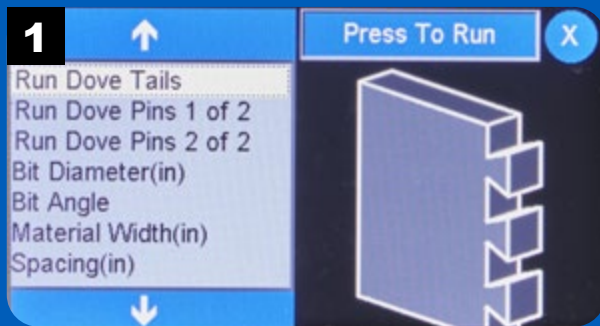 1
Press To Run
X
Run Dove Tails
Run Dove Pins 1 of 2
Run Dove Pins 2 of 2
Bit Diameter(in)
Bit Angle
Material Width(in)
Spacing(in)